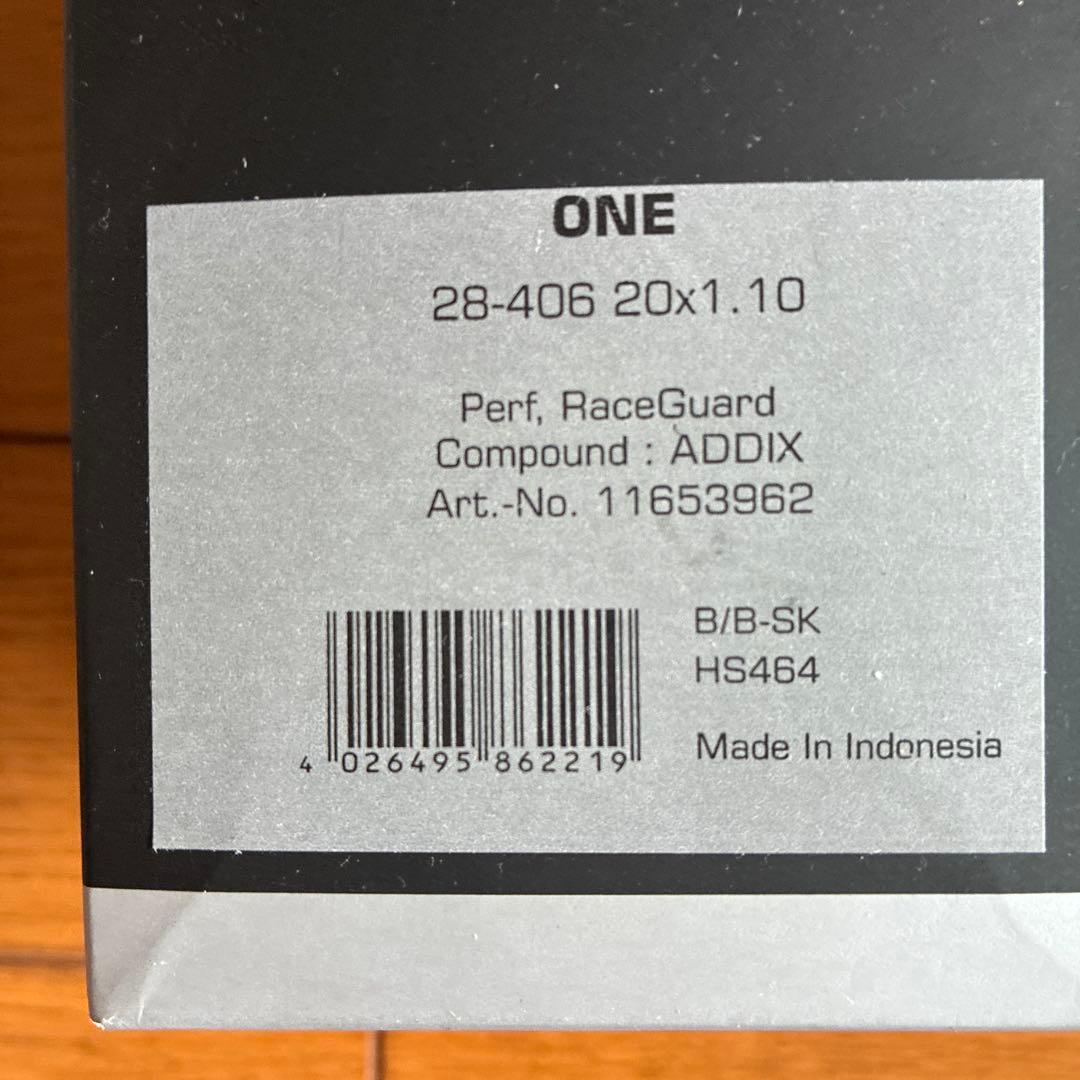 ONE
28-406 20x1.10
Perf, RaceGuard
Compound : ADDIX
Art.-No. 11653962
B/B-SK
HS464
Made In Indonesia
4 026495 862219